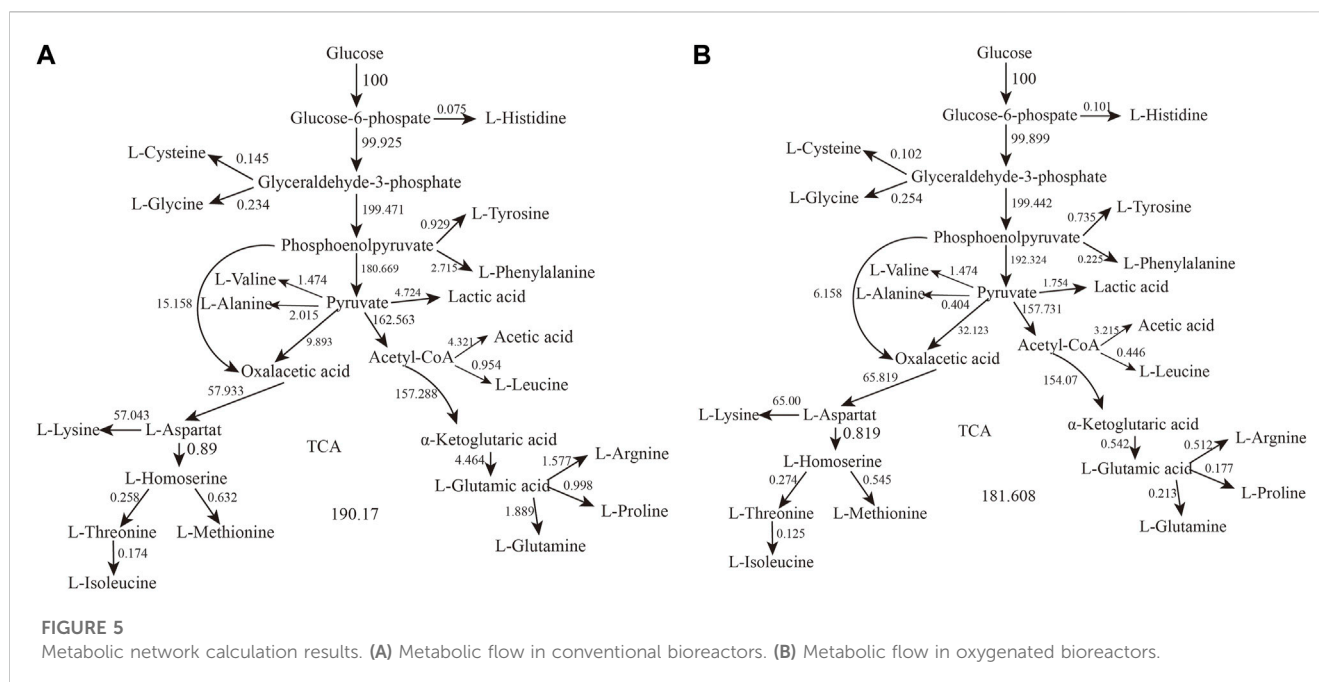 A
Glucose
100
Glucose-6-phospate
0.075
L-Histidine
99.925
L-Cysteine
0.145
Glyceraldehyde-3-phosphate
L-Glycine
0.234
199.471
L-Tyrosine
0.929
Phosphoenolpyruvate
2.715
L-Phenylalanine
180.669
L-Valine
1.474
15.158
L-Alanine
2.015
Pyruvate
4.724
Lactic acid
9.893
162.563
Oxalacetic acid
Acetyl-CoA
4.321
Acetic acid
0.954
L-Leucine
57.933
157.288
57.043
L-Lysine
L-Aspartat
0.89
TCA
α-Ketoglutaric acid
4.464
L-Homoserine
L-Glutamic acid
1.577
L-Argnine
0.998
L-Proline
0.258
0.632
190.17
1.889
L-Threonine
L-Methionine
L-Glutamine
0.174
L-Isoleucine
B
Glucose
100
Glucose-6-phospate
0.101
L-Histidine
99.899
L-Cysteine
0.102
Glyceraldehyde-3-phosphate
L-Glycine
0.254
199.442
L-Tyrosine
0.735
Phosphoenolpyruvate
0.225
L-Phenylalanine
192.324
L-Valine
1.474
6.158
L-Alanine
0.404
Pyruvate
1.754
Lactic acid
32.123
157.731
Oxalacetic acid
Acetyl-CoA
3.215
Acetic acid
0.446
L-Leucine
65.819
154.07
65.00
L-Lysine
L-Aspartat
0.819
TCA
α-Ketoglutaric acid
0.542
L-Homoserine
L-Glutamic acid
0.512
L-Argnine
0.177
L-Proline
0.274
0.545
181.608
0.213
L-Threonine
L-Methionine
L-Glutamine
0.125
L-Isoleucine
FIGURE 5
Metabolic network calculation results. (A) Metabolic flow in conventional bioreactors. (B) Metabolic flow in oxygenated bioreactors.